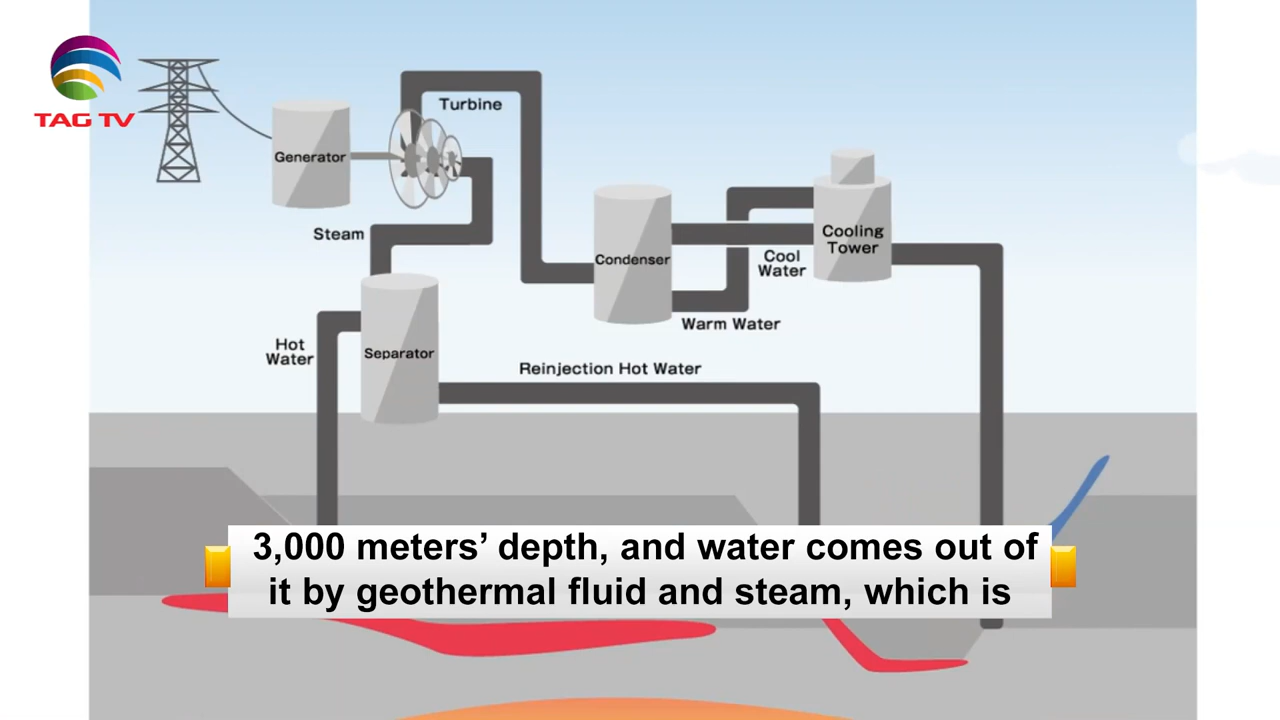 TAG TV
Turbine
Generator
Steam
Condenser
Cooling
Tower
Cool
Water
Warm Water
Hot
Water
Separator
Reinjection Hot Water
3,000 meters’ depth, and water comes out of
it by geothermal fluid and steam, which is